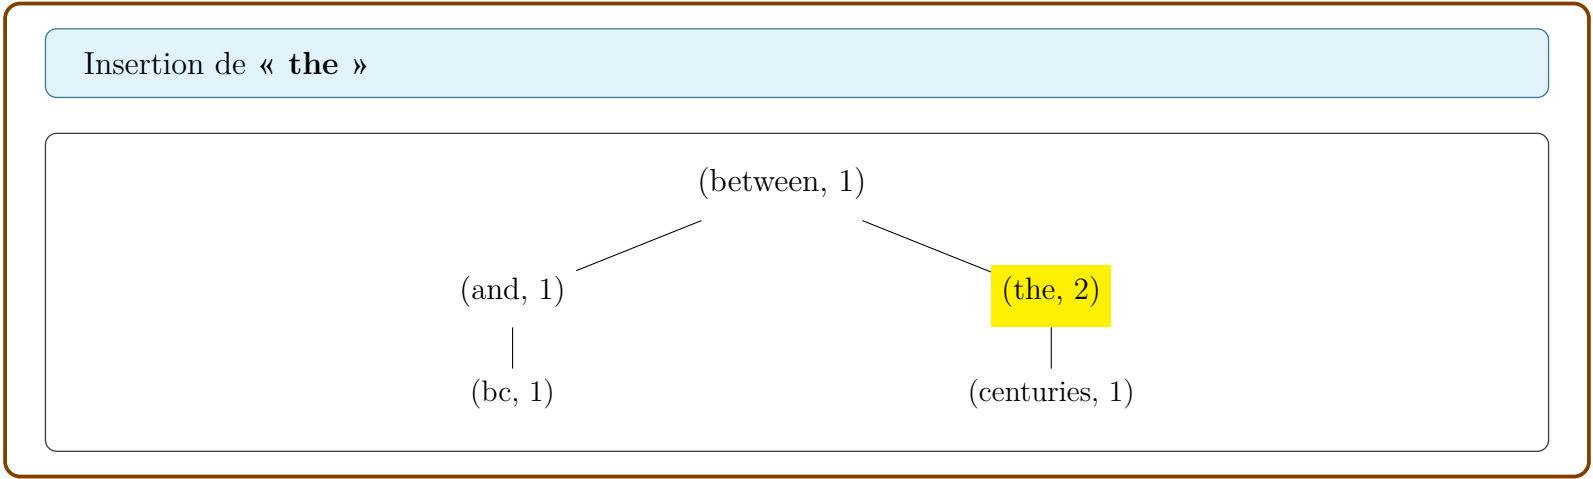 Insertion de « the »
(between, 1)
(and, 1)
(the, 2)
(bc, 1)
(centuries, 1)